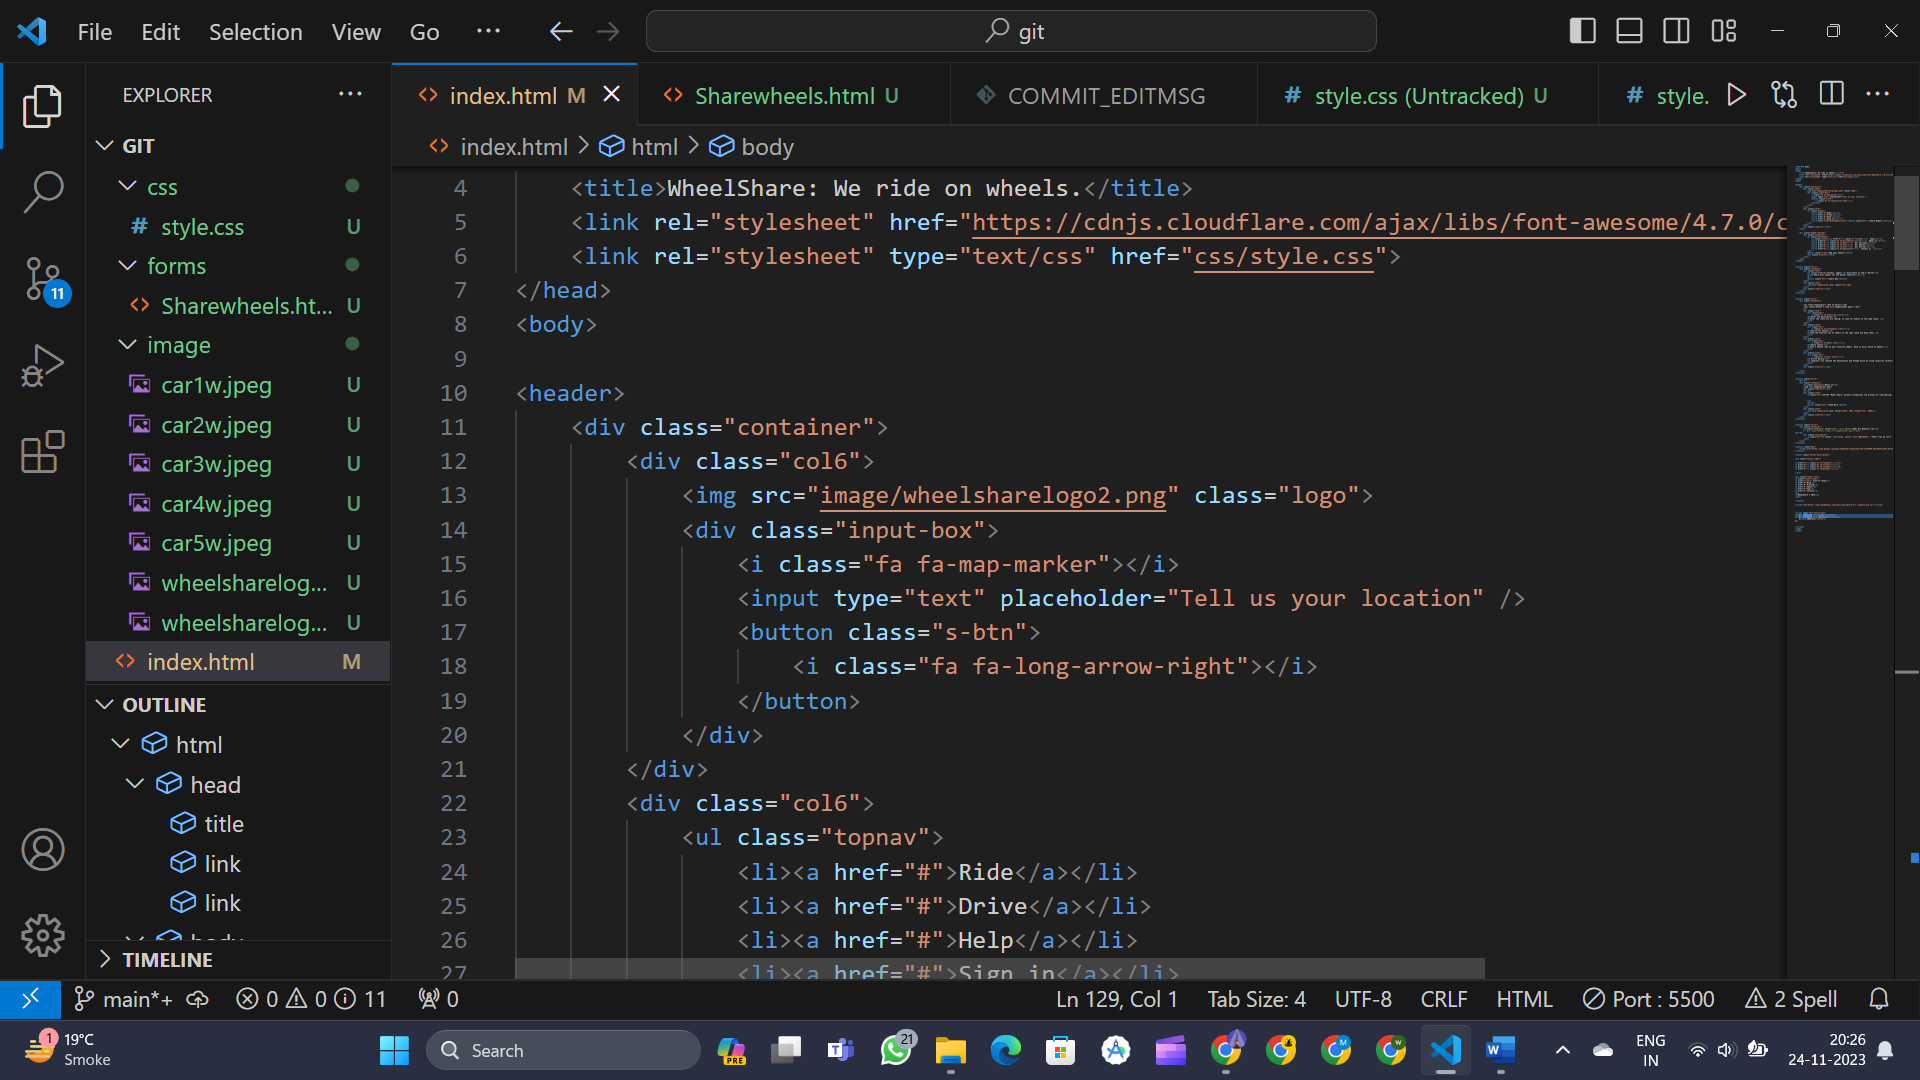 File Edit Selection View Go ... git
EXPLORER ...
index.html M
Sharewheels.html U
COMMIT_EDITMSG
# style.css (Untracked) U
# style.
index.html > html > body
GIT
css
# style.css U
forms
Sharewheels.ht... U
image
car1w.jpeg U
car2w.jpeg U
car3w.jpeg U
car4w.jpeg U
car5w.jpeg U
wheelsharelog... U
wheelsharelog... U
index.html M
11
OUTLINE
html
head
title
link
link
body
TIMELINE
4 <title>WheelShare: We ride on wheels.</title>
5 <link rel="stylesheet" href="https://cdnjs.cloudflare.com/ajax/libs/font-awesome/4.7.0/c
6 <link rel="stylesheet" type="text/css" href="css/style.css">
7 </head>
8 <body>
9
10 <header>
11 <div class="container">
12 <div class="col6">
13 <img src="image/wheelsharelogo2.png" class="logo">
14 <div class="input-box">
15 <i class="fa fa-map-marker"></i>
16 <input type="text" placeholder="Tell us your location" />
17 <button class="s-btn">
18 <i class="fa fa-long-arrow-right"></i>
19 </button>
20 </div>
21 </div>
22 <div class="col6">
23 <ul class="topnav">
24 <li><a href="#">Ride</a></li>
25 <li><a href="#">Drive</a></li>
26 <li><a href="#">Help</a></li>
27 <li><a href="#">Sign in</a></li>
main*+ 0 0 11 0 Ln 129, Col 1 Tab Size: 4 UTF-8 CRLF HTML Port : 5500 2 Spell
1 19°C
Smoke
Search
PRE
21
ENG
IN
20:26
24-11-2023